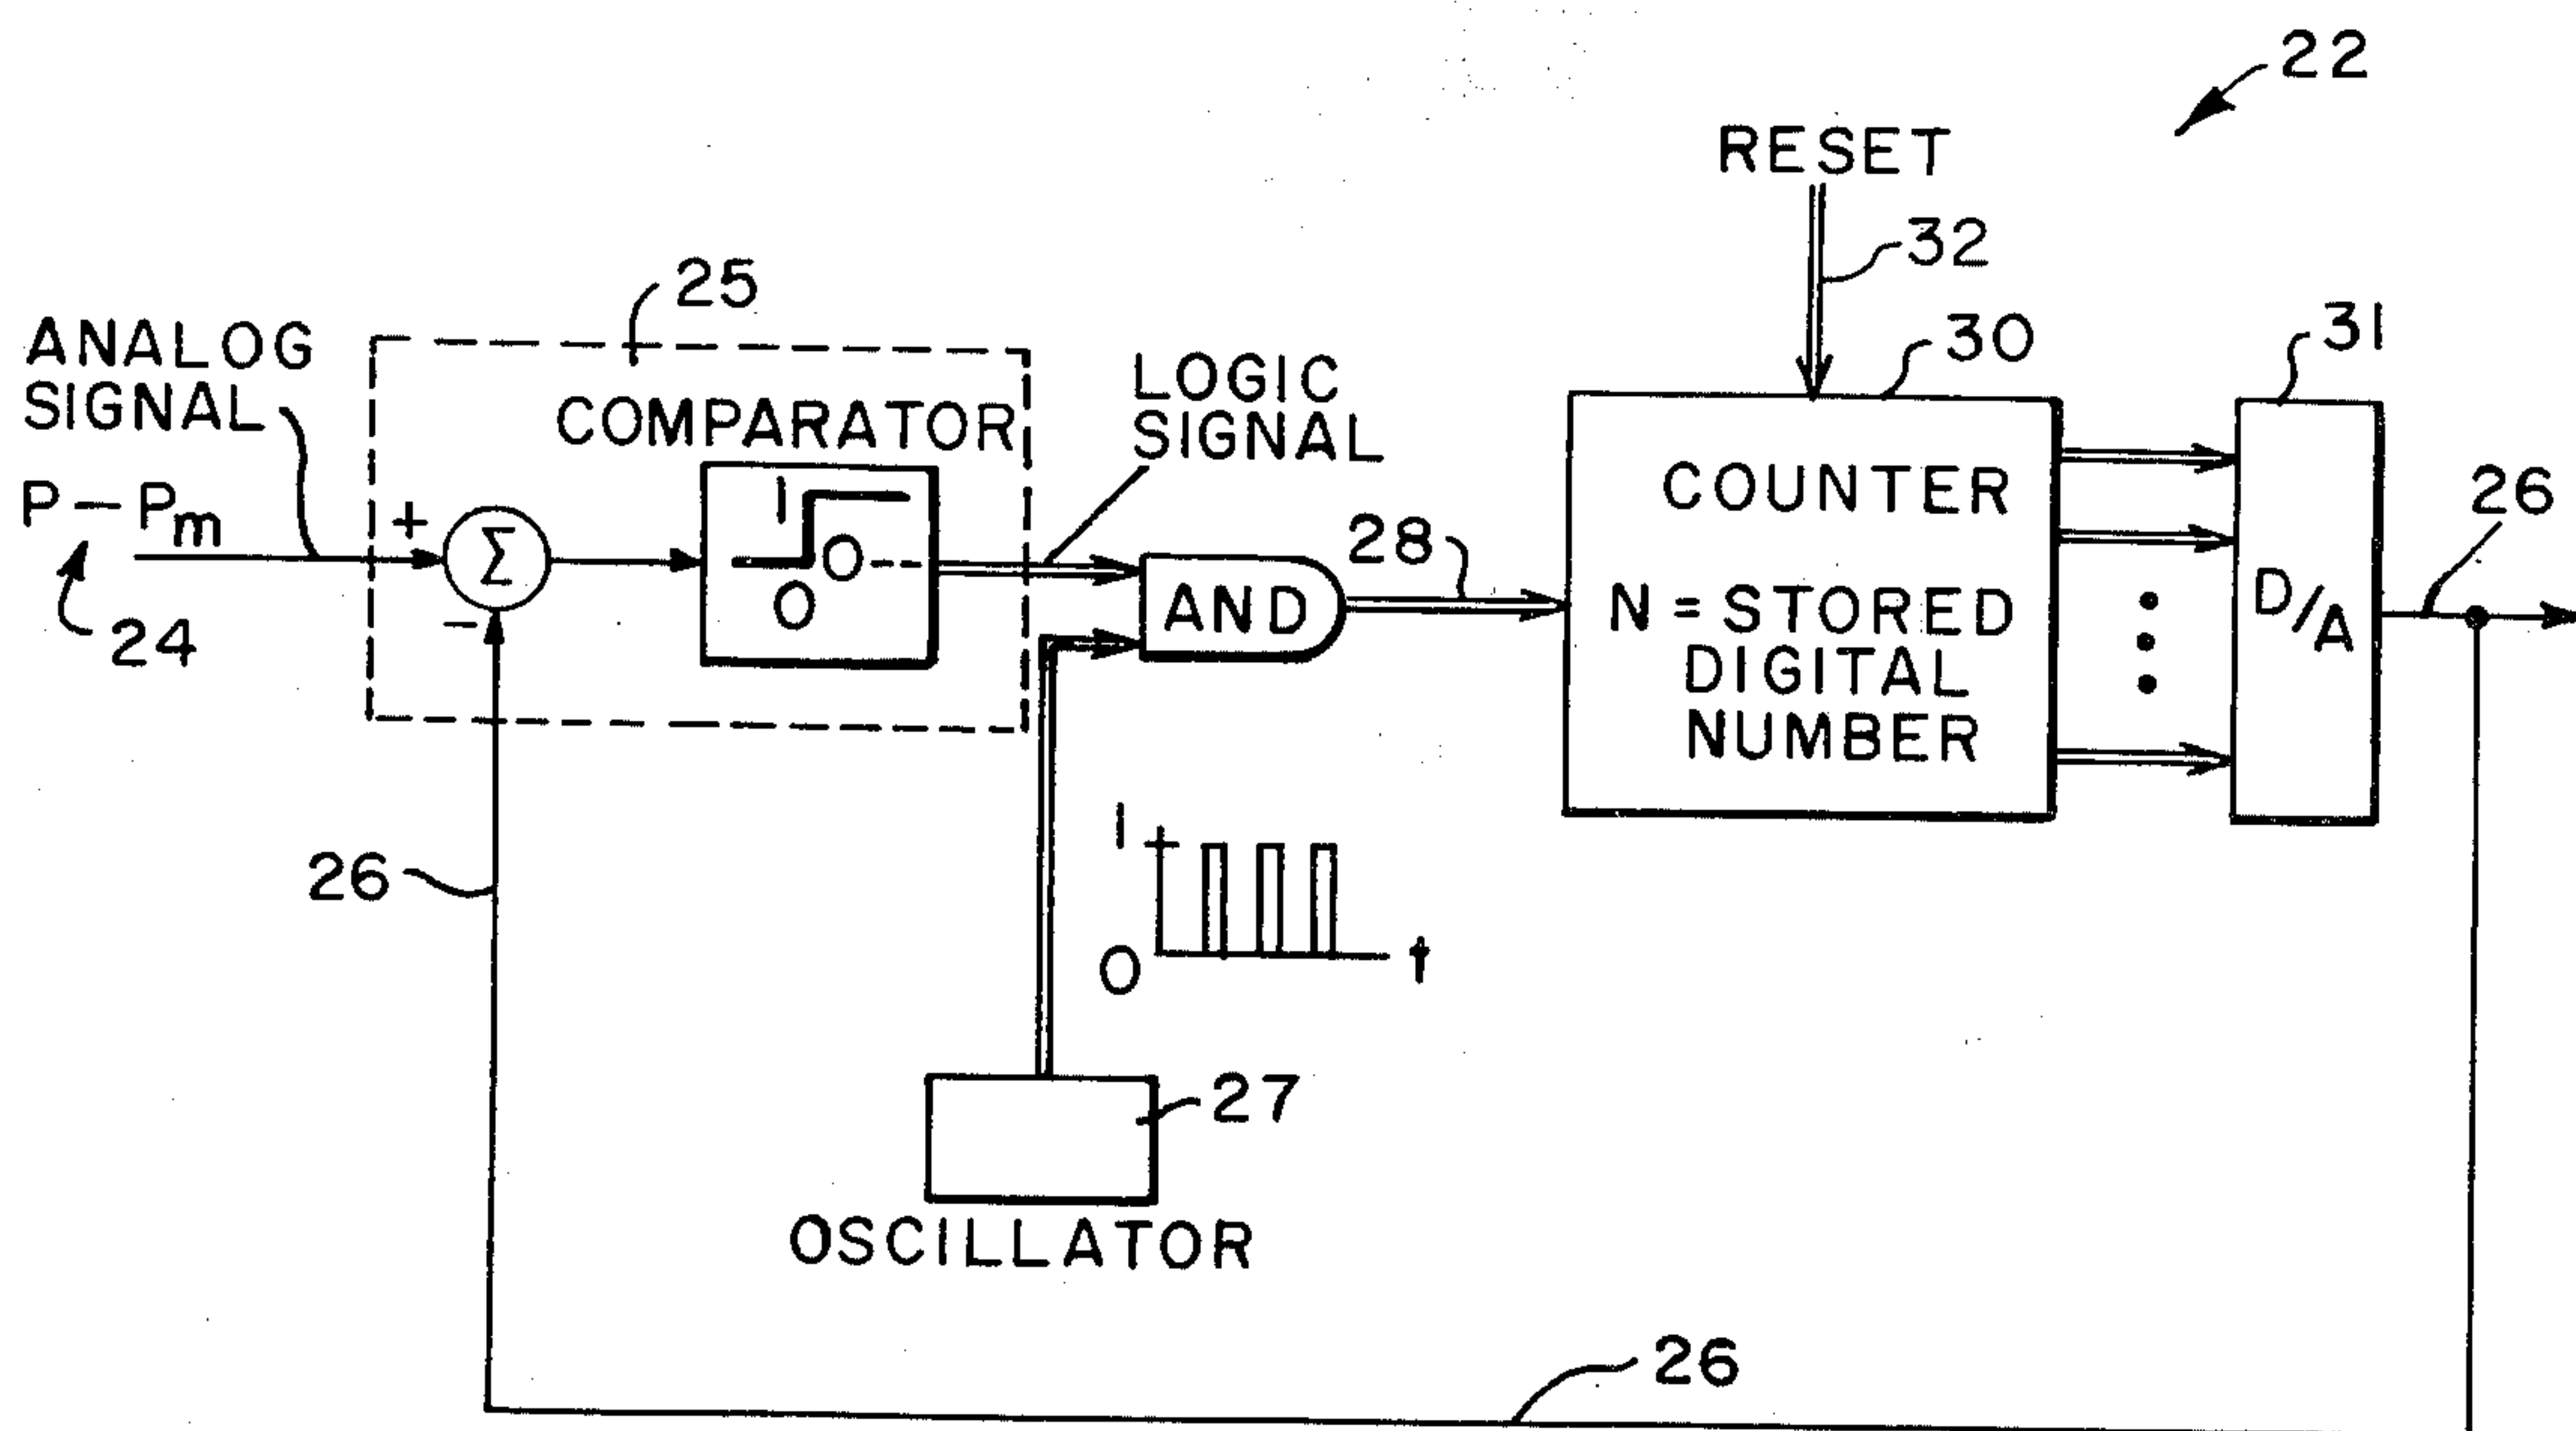 22
RESET
32
25
30
31
ANALOG
SIGNAL
LOGIC
SIGNAL
COMPARATOR
P - Pm
+
Σ
-
24
1
0
0
AND
28
COUNTER
N = STORED
DIGITAL
NUMBER
D/A
26
26
1
0
t
27
OSCILLATOR
26